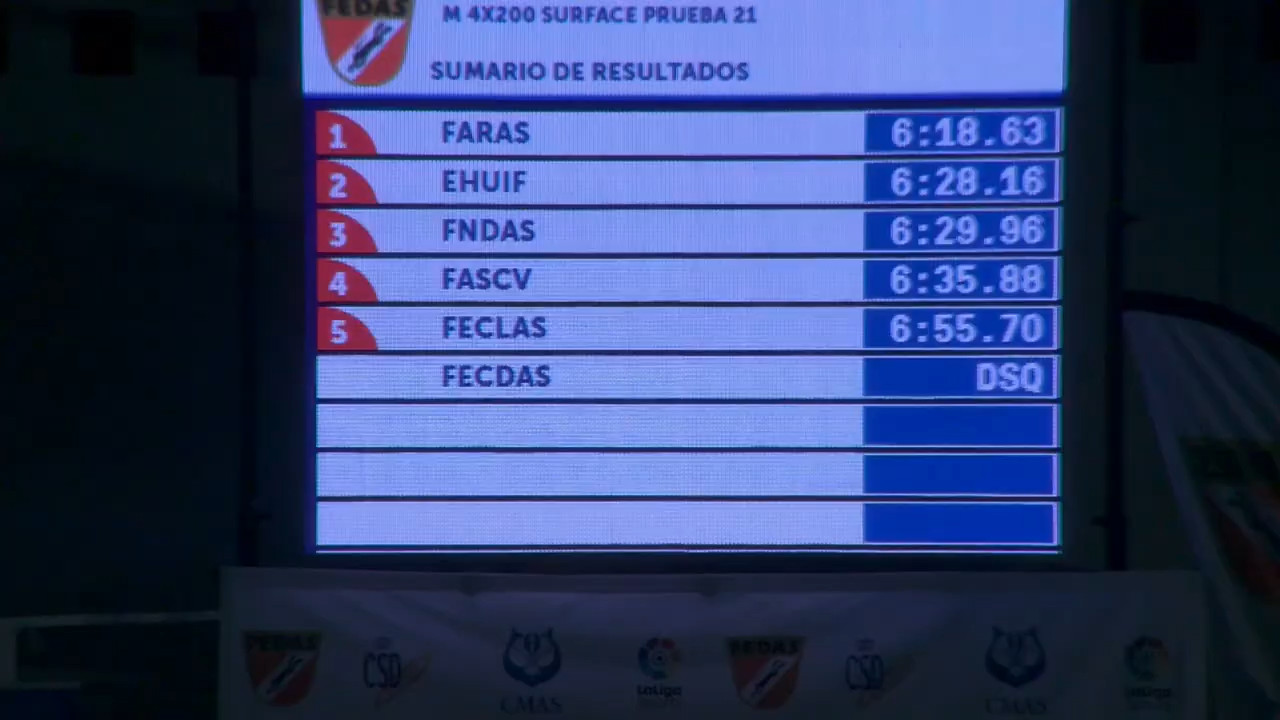 FEDAS
M 4X200 SURFACE PRUEBA 21
SUMARIO DE RESULTADOS
1 FARAS 6:18.63
2 EHUIF 6:28.16
3 FNDAS 6:29.96
4 FASCV 6:35.88
5 FECLAS 6:55.70
FECDAS DSQ
FEDAS CSD CMAS LaLiga FEDAS CSD CMAS LaLiga